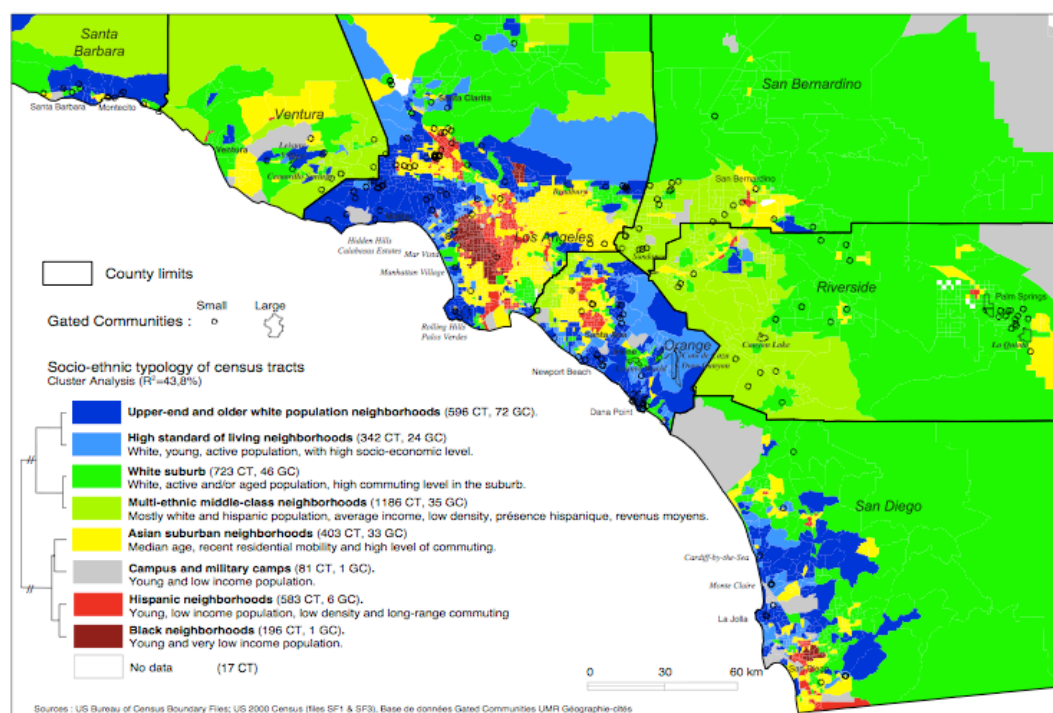 Santa
Barbara
San Bernardino
Santa Clarita
Santa Barbara
Montecito
Ventura
Ventura
Leisure
San Bernardino
Burbank
Los Angeles
Hidden Hills
Calabasas Estates
Mar Vista
Manhattan Village
Riverside
Palm Springs
La Quinta
Canyon Lake
Rolling Hills
Palos Verdes
Orange
Newport Beach
Dana Point
San Diego
Cardiff-by-the-Sea
Monte Claire
La Jolla
San Diego
County limits
Small
Large
Gated Communities :
Socio-ethnic typology of census tracts
Cluster Analysis (R²=43,8%)
Upper-end and older white population neighborhoods (596 CT, 72 GC).
High standard of living neighborhoods (342 CT, 24 GC)
White, young, active population, with high socio-economic level.
White suburb (723 CT, 46 GC)
White, active and/or aged population, high commuting level in the suburb.
Multi-ethnic middle-class neighborhoods (1186 CT, 35 GC)
Mostly white and hispanic population, average income, low density, présence hispanique, revenus moyens.
Asian suburban neighborhoods (403 CT, 33 GC)
Median age, recent residential mobility and high level of commuting.
Campus and military camps (81 CT, 1 GC).
Young and low income population.
Hispanic neighborhoods (583 CT, 6 GC).
Young, low income population, low density and long-range commuting
Black neighborhoods (196 CT, 1 GC).
Young and very low income population.
No data (17 CT)
0 30 60 km
Sources : US Bureau of Census Boundary Files; US 2000 Census (files SF1 & SF3), Base de données Gated Communities UMR Géographie-cités